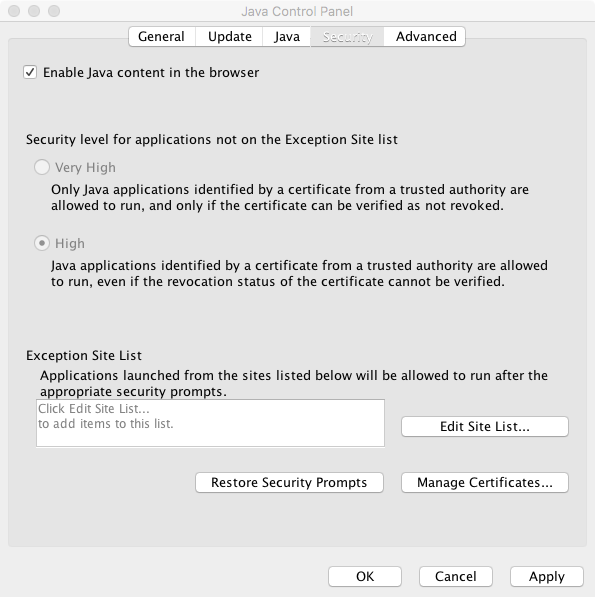 Java Control Panel
General Update Java Security Advanced
Enable Java content in the browser
Security level for applications not on the Exception Site list
Very High
Only Java applications identified by a certificate from a trusted authority are
allowed to run, and only if the certificate can be verified as not revoked.
High
Java applications identified by a certificate from a trusted authority are allowed
to run, even if the revocation status of the certificate cannot be verified.
Exception Site List
Applications launched from the sites listed below will be allowed to run after the
appropriate security prompts.
Click Edit Site List...
to add items to this list.
Edit Site List...
Restore Security Prompts Manage Certificates...
OK Cancel Apply